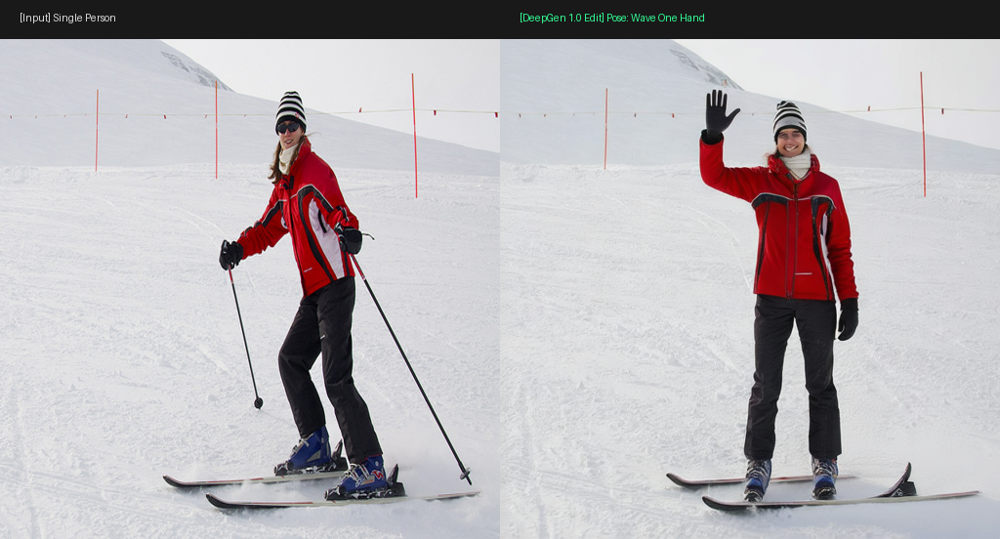 [Input] Single Person
[DeepGen 1.0 Edit] Pose: Wave One Hand